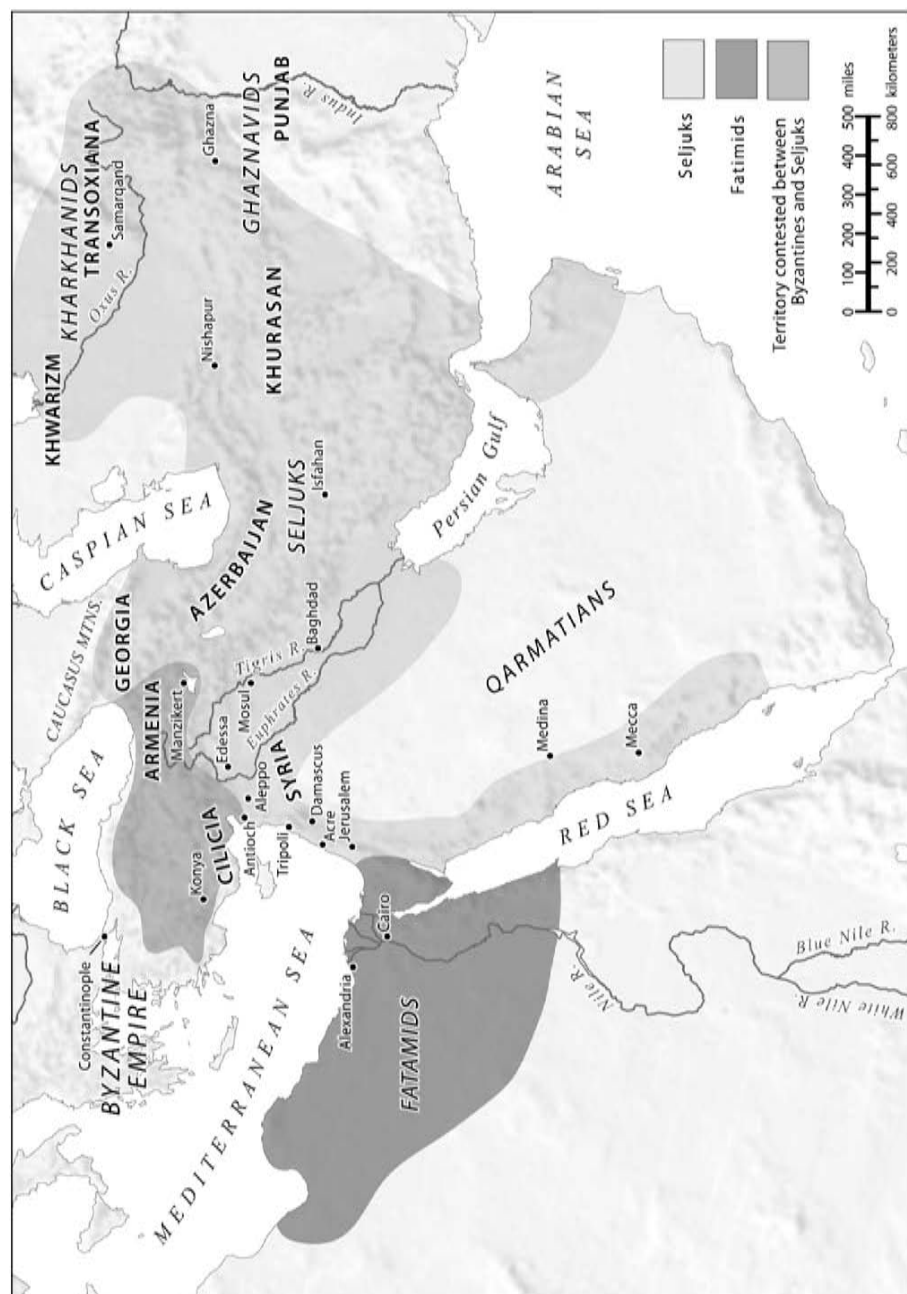 BLACK SEA
CAUCASUS MTNS.
CASPIAN SEA
KHWARIZM
KHARKHANIDS
TRANSOXIANA
Samarqand
Oxus R.
Constantinople
BYZANTINE
EMPIRE
Konya
CILICIA
ARMENIA
Manzikert
GEORGIA
AZERBAIJAN
Nishapur
Ghazna
GHAZNAVIDS
PUNJAB
Indus R.
KHURASAN
SELJUKS
Isfahan
Edessa
Mosul
Tigris R.
Baghdad
Euphrates R.
Antioch
Aleppo
SYRIA
Tripoli
Damascus
Acre
Jerusalem
MEDITERRANEAN SEA
Alexandria
Cairo
FATAMIDS
Persian Gulf
QARMATIANS
Medina
Mecca
RED SEA
Nile R.
Blue Nile R.
White Nile R.
ARABIAN
SEA
Seljuks
Fatimids
Territory contested between
Byzantines and Seljuks
0 100 200 300 400 500 miles
0 200 400 600 800 kilometers